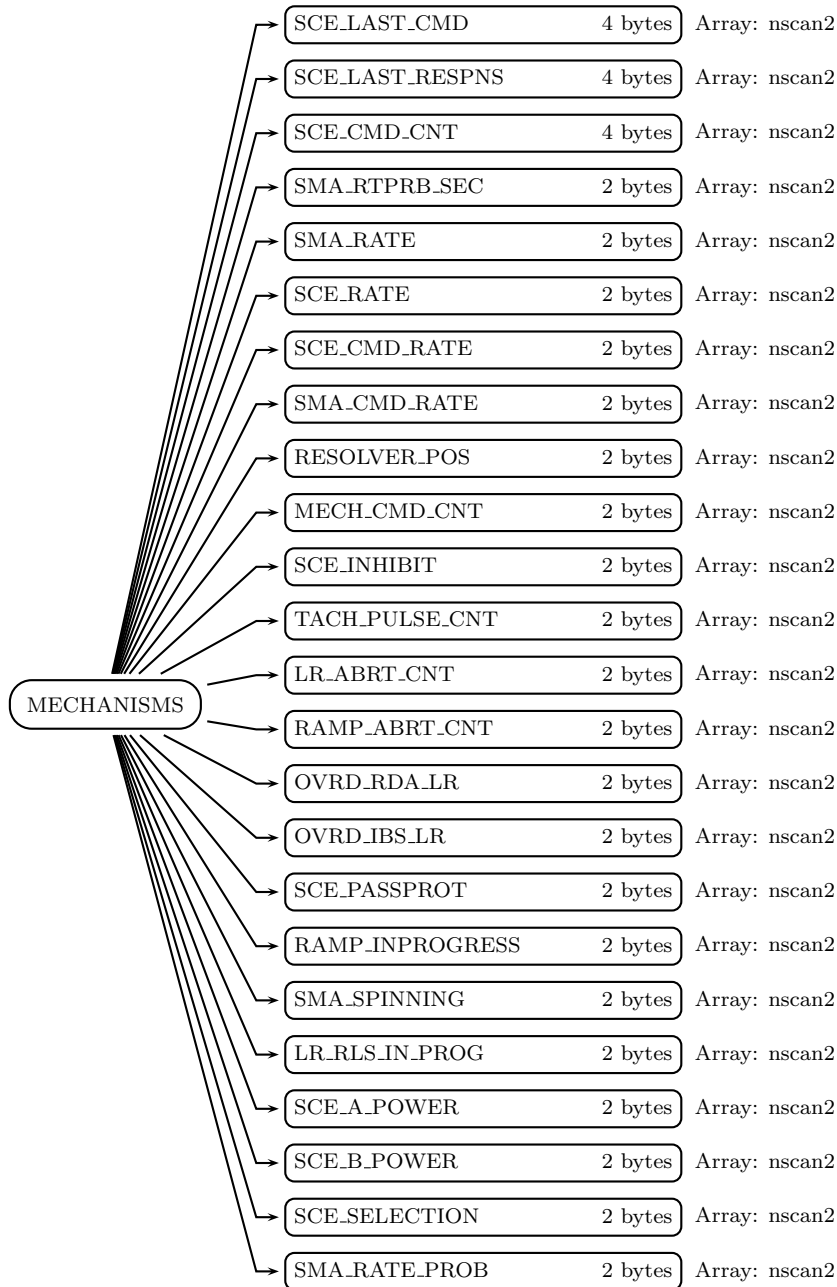 SCE_LAST_CMD 4 bytes Array: nscan2
SCE_LAST_RESPNS 4 bytes Array: nscan2
SCE_CMD_CNT 4 bytes Array: nscan2
SMA_RTPRB_SEC 2 bytes Array: nscan2
SMA_RATE 2 bytes Array: nscan2
SCE_RATE 2 bytes Array: nscan2
SCE_CMD_RATE 2 bytes Array: nscan2
SMA_CMD_RATE 2 bytes Array: nscan2
RESOLVER_POS 2 bytes Array: nscan2
MECH_CMD_CNT 2 bytes Array: nscan2
SCE_INHIBIT 2 bytes Array: nscan2
TACH_PULSE_CNT 2 bytes Array: nscan2
LR_ABRT_CNT 2 bytes Array: nscan2
MECHANISMS
RAMP_ABRT_CNT 2 bytes Array: nscan2
OVRD_RDA_LR 2 bytes Array: nscan2
OVRD_IBS_LR 2 bytes Array: nscan2
SCE_PASSPROT 2 bytes Array: nscan2
RAMP_INPROGRESS 2 bytes Array: nscan2
SMA_SPINNING 2 bytes Array: nscan2
LR_RLS_IN_PROG 2 bytes Array: nscan2
SCE_A_POWER 2 bytes Array: nscan2
SCE_B_POWER 2 bytes Array: nscan2
SCE_SELECTION 2 bytes Array: nscan2
SMA_RATE_PROB 2 bytes Array: nscan2